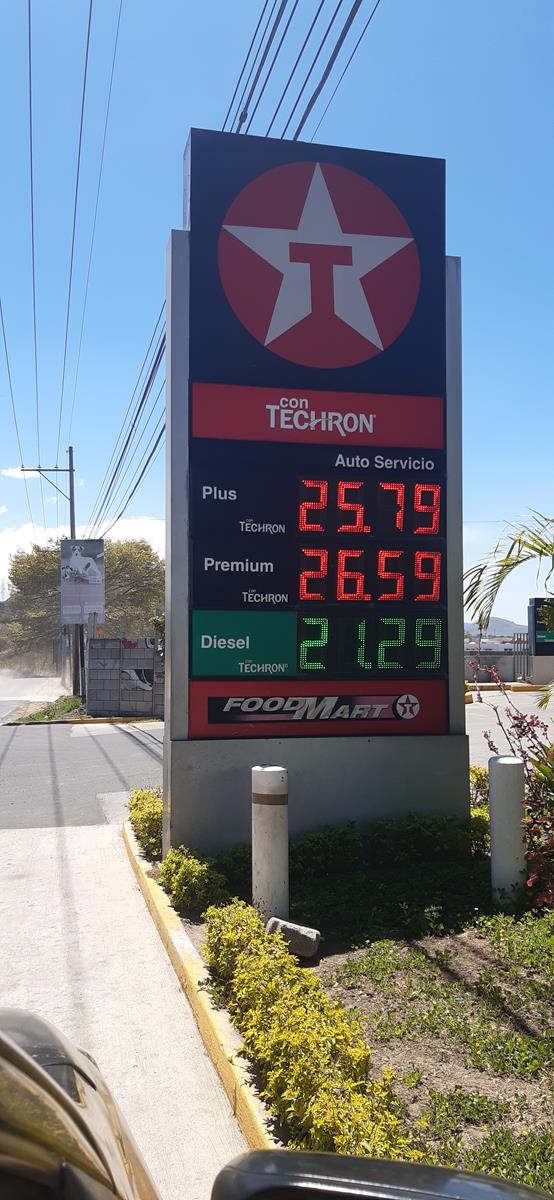 T
con
TECHRON
Auto Servicio
Plus
con
TECHRON
25.79
Premium
con
TECHRON
26.59
Diesel
con
TECHRON D
21.29
FOODMART T